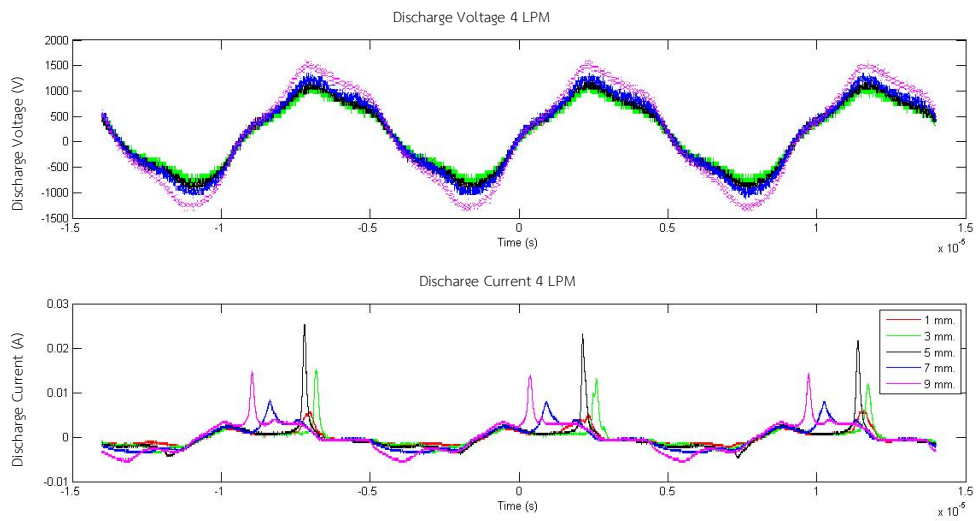 Discharge Voltage 4 LPM
Discharge Voltage (V)
2000
1500
1000
500
0
-500
-1000
-1500
-1.5
-1
-0.5
0
0.5
1
1.5
Time (s)
x 10⁻⁵
Discharge Current 4 LPM
Discharge Current (A)
0.03
0.02
0.01
0
-0.01
1 mm.
3 mm.
5 mm.
7 mm.
9 mm.
-1.5
-1
-0.5
0
0.5
1
1.5
Time (s)
x 10⁻⁵